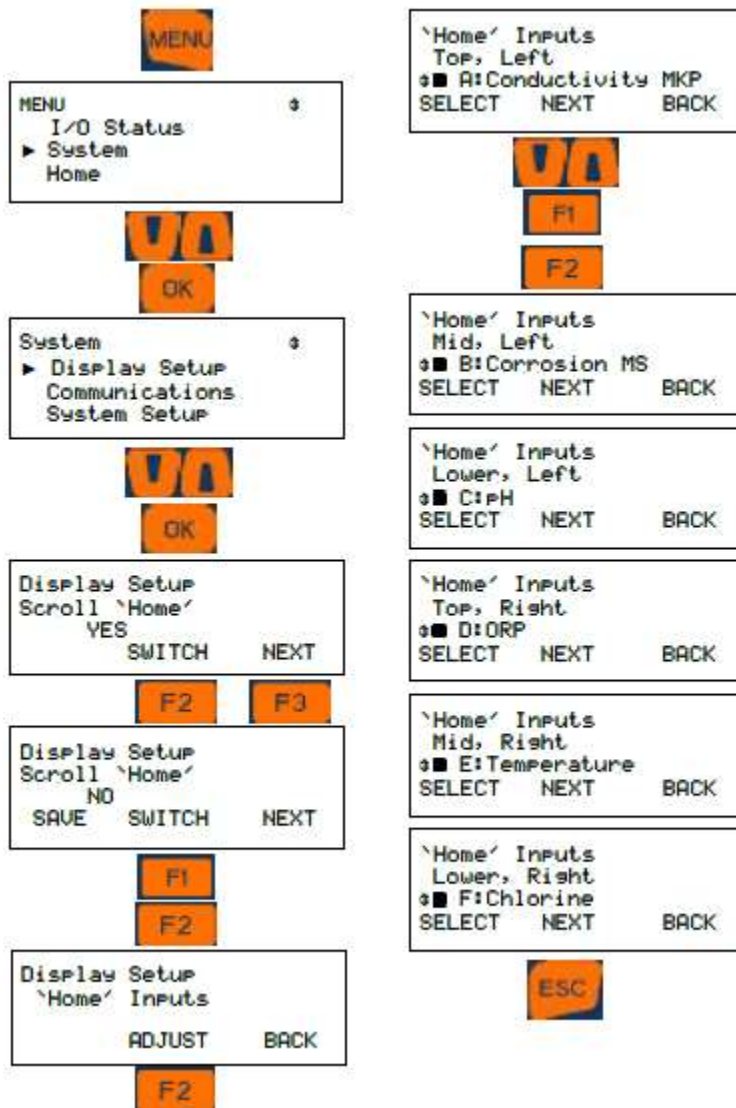 MENU
MENU
I/O Status
► System
Home
OK
System
► Display Setup
Communications
System Setup
OK
Display Setup
Scroll `Home´
YES
SWITCH NEXT
F2 F3
Display Setup
Scroll `Home´
NO
SAVE SWITCH NEXT
F1
F2
Display Setup
`Home´ Inputs
ADJUST BACK
F2
`Home´ Inputs
Top, Left
A:Conductivity MKP
SELECT NEXT BACK
F1
F2
`Home´ Inputs
Mid, Left
B:Corrosion MS
SELECT NEXT BACK
`Home´ Inputs
Lower, Left
C:pH
SELECT NEXT BACK
`Home´ Inputs
Top, Right
D:ORP
SELECT NEXT BACK
`Home´ Inputs
Mid, Right
E:Temperature
SELECT NEXT BACK
`Home´ Inputs
Lower, Right
F:Chlorine
SELECT NEXT BACK
ESC